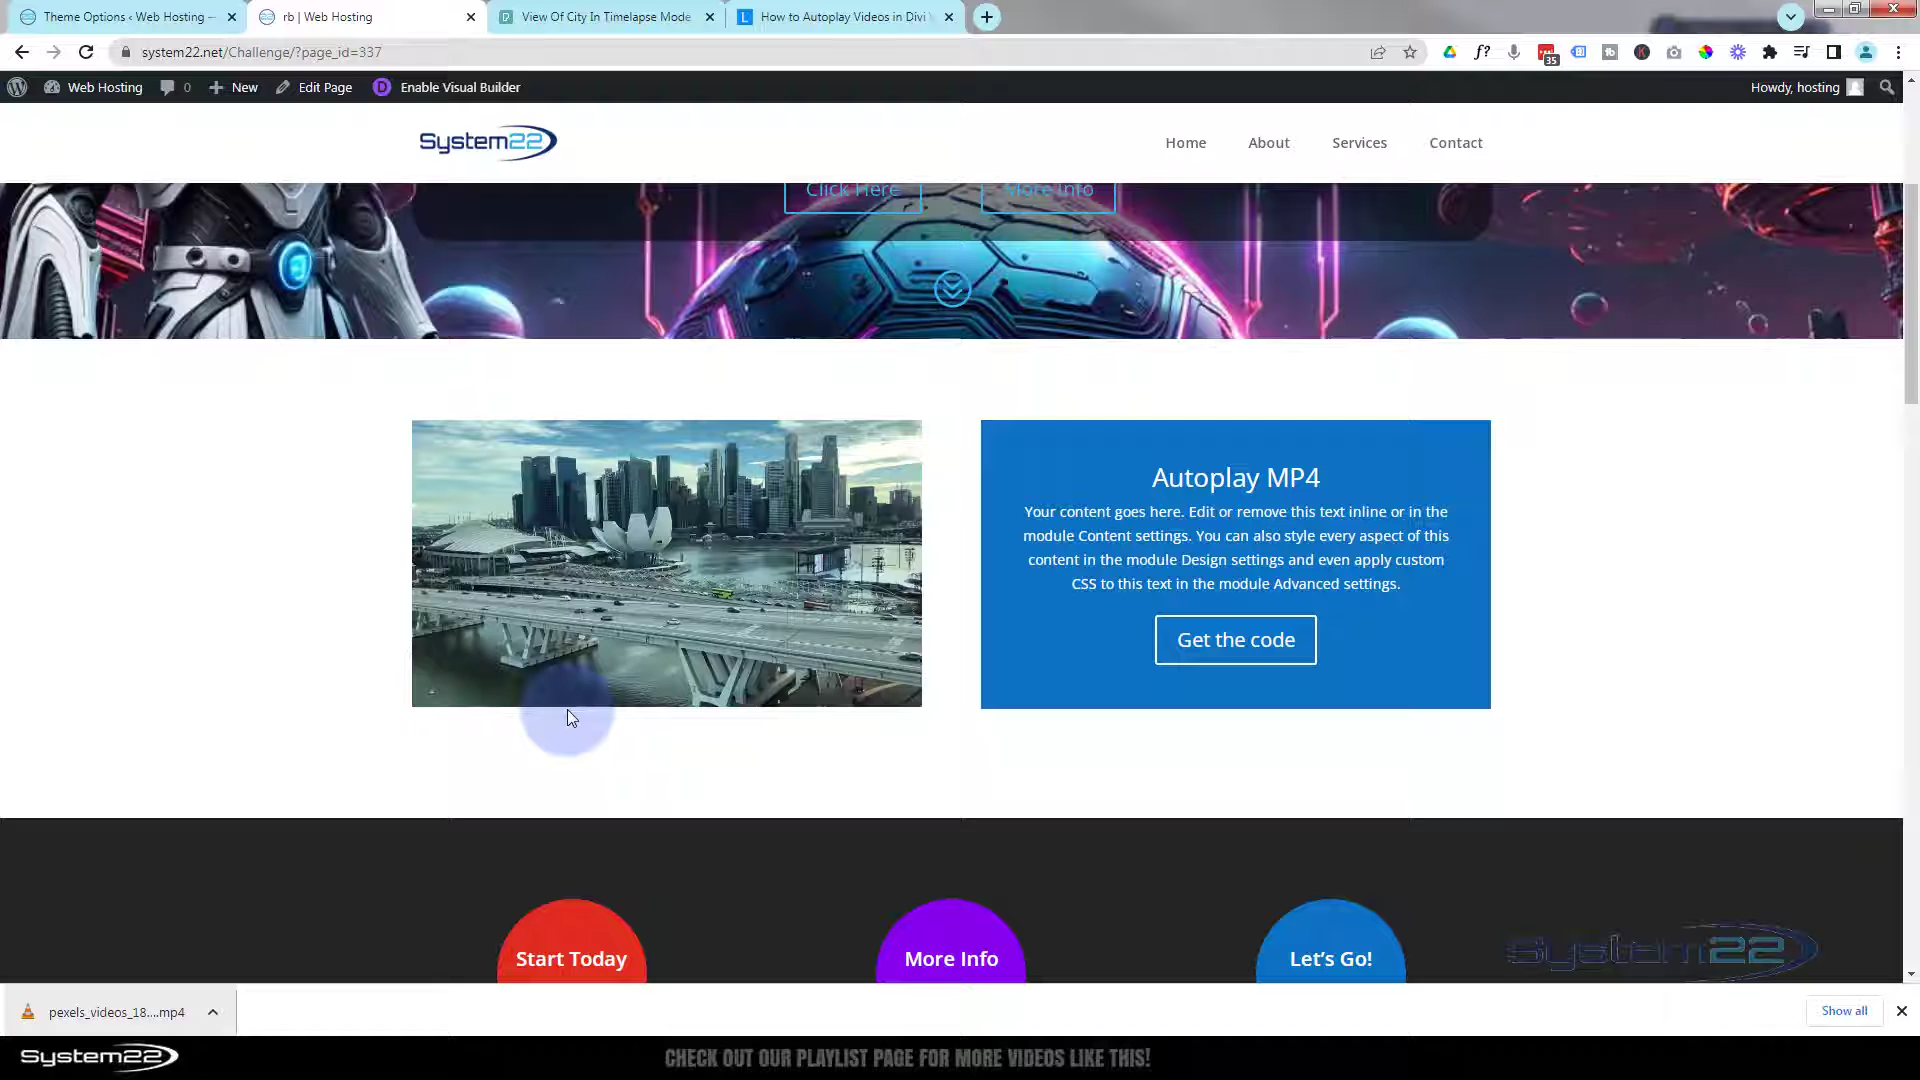 Theme Options ‹ Web Hosting —
rb | Web Hosting
View Of City In Timelapse Mode
How to Autoplay Videos in Divi
system22.net/Challenge/?page_id=337
f?
35
Web Hosting
0
New
Edit Page
Enable Visual Builder
Howdy, hosting
System22
Home
About
Services
Contact
Click Here
More Info
Autoplay MP4
Your content goes here. Edit or remove this text inline or in the
module Content settings. You can also style every aspect of this
content in the module Design settings and even apply custom
CSS to this text in the module Advanced settings.
Get the code
Start Today
More Info
Let's Go!
System22
pexels_videos_18....mp4
Show all
System22
CHECK OUT OUR PLAYLIST PAGE FOR MORE VIDEOS LIKE THIS!